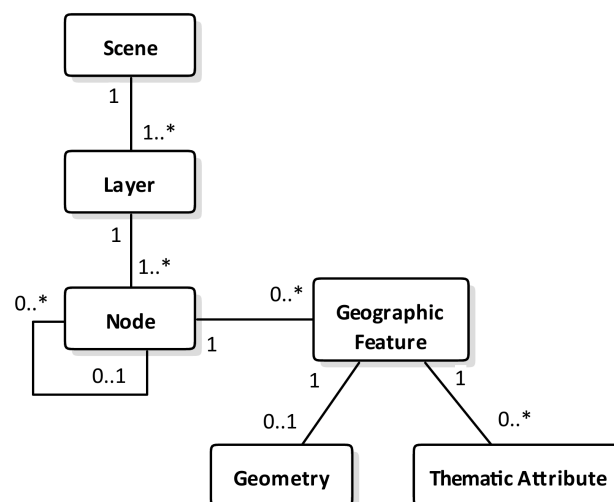 Scene
1
1..*
Layer
1
1..*
0..*
0..*
Node
Geographic
Feature
1
0..1
1
1
0..1
0..*
Geometry
Thematic Attribute